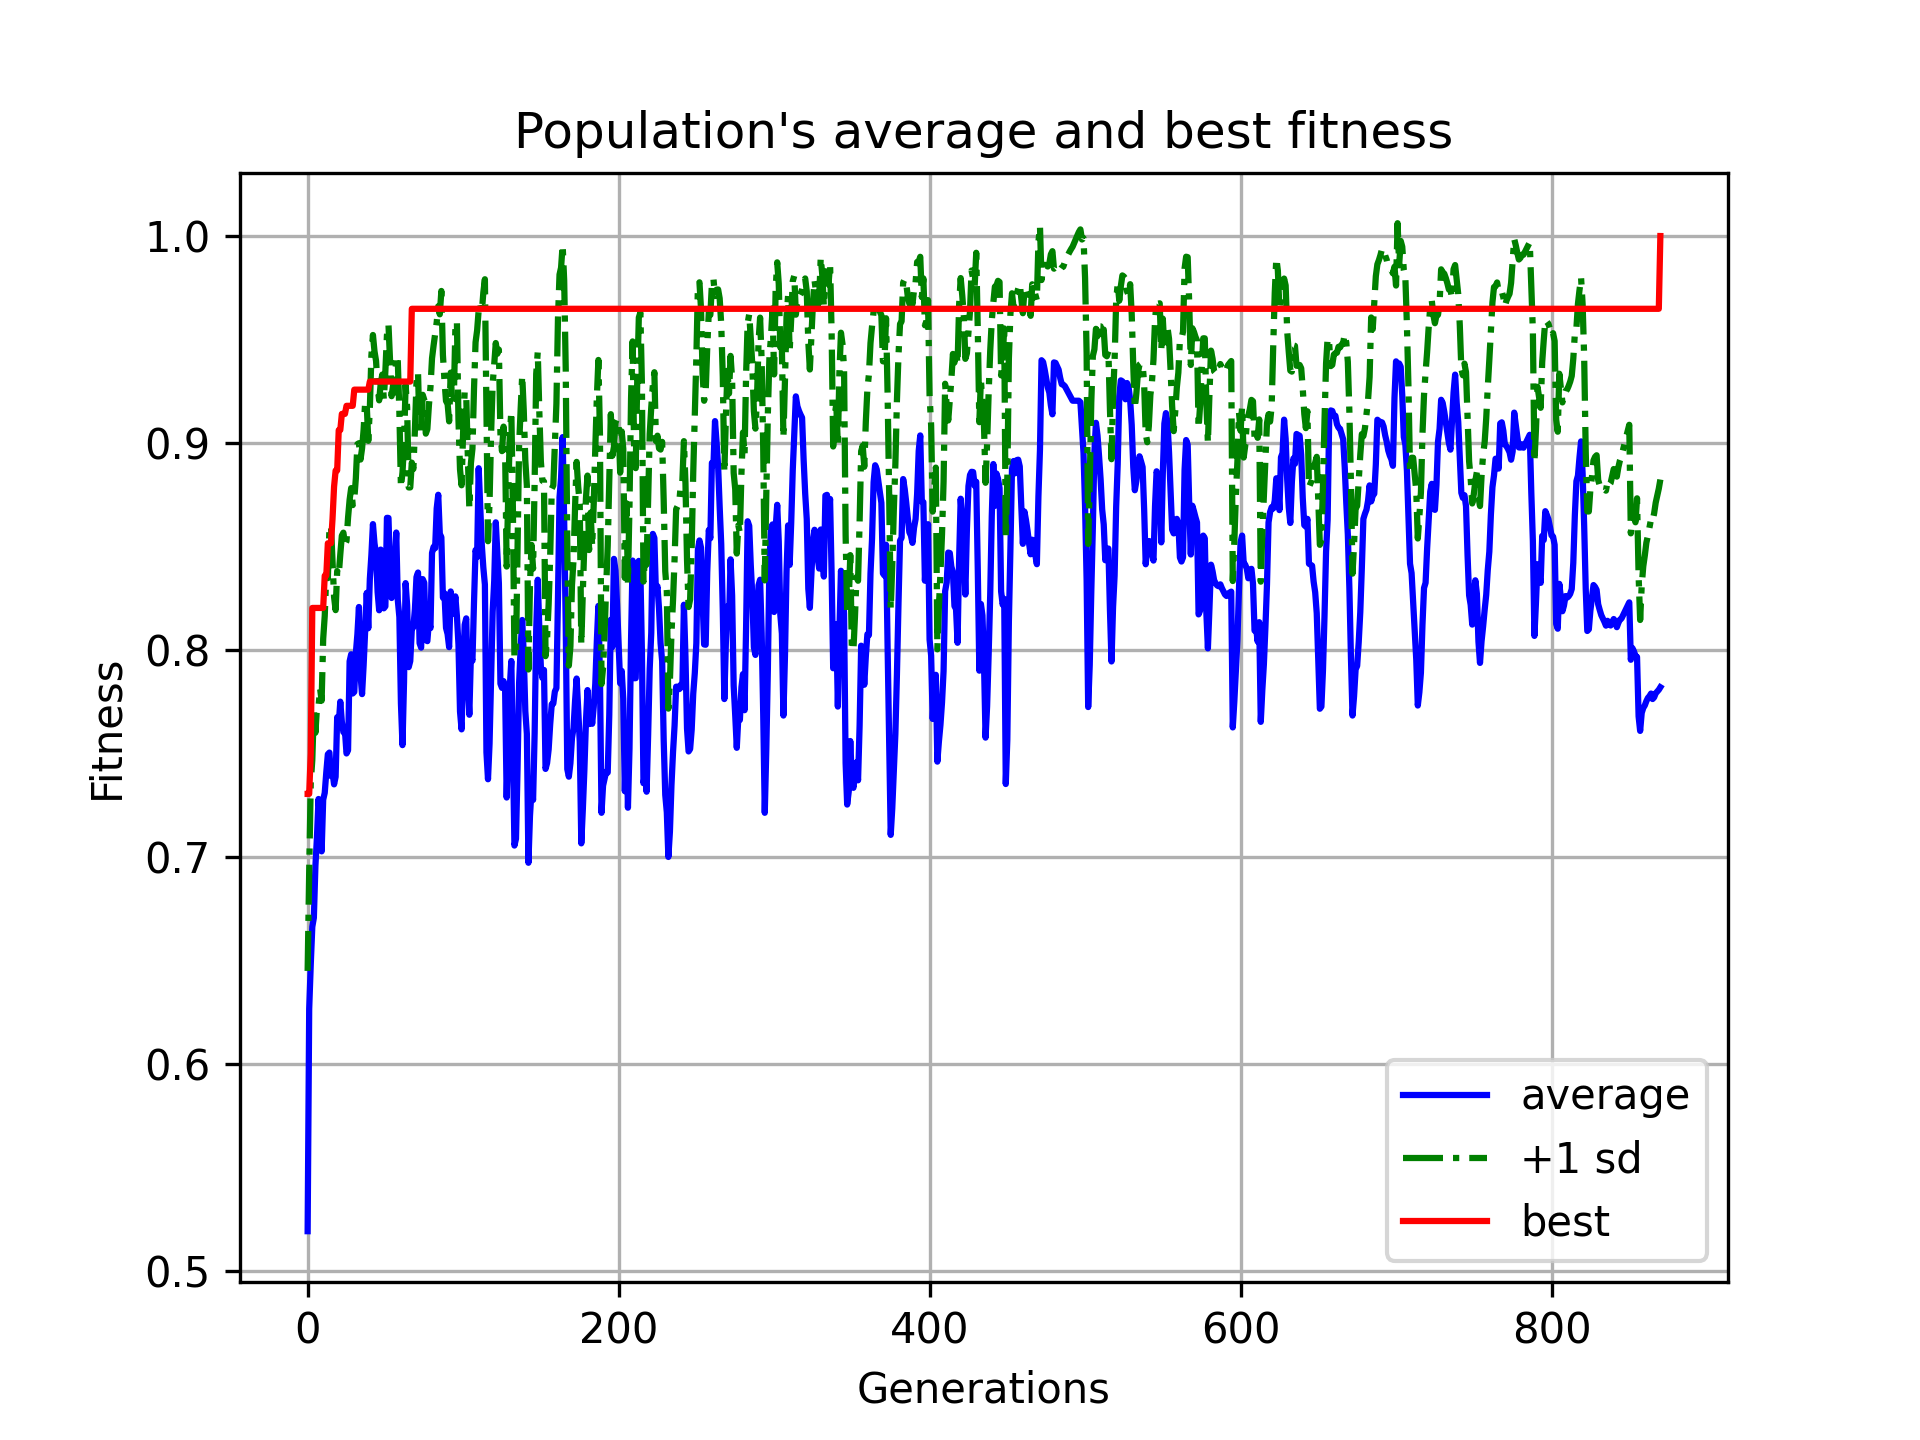 Population's average and best fitness
Fitness
1.0
0.9
0.8
0.7
0.6
0.5
0 200 400 600 800
Generations
average
+1 sd
best